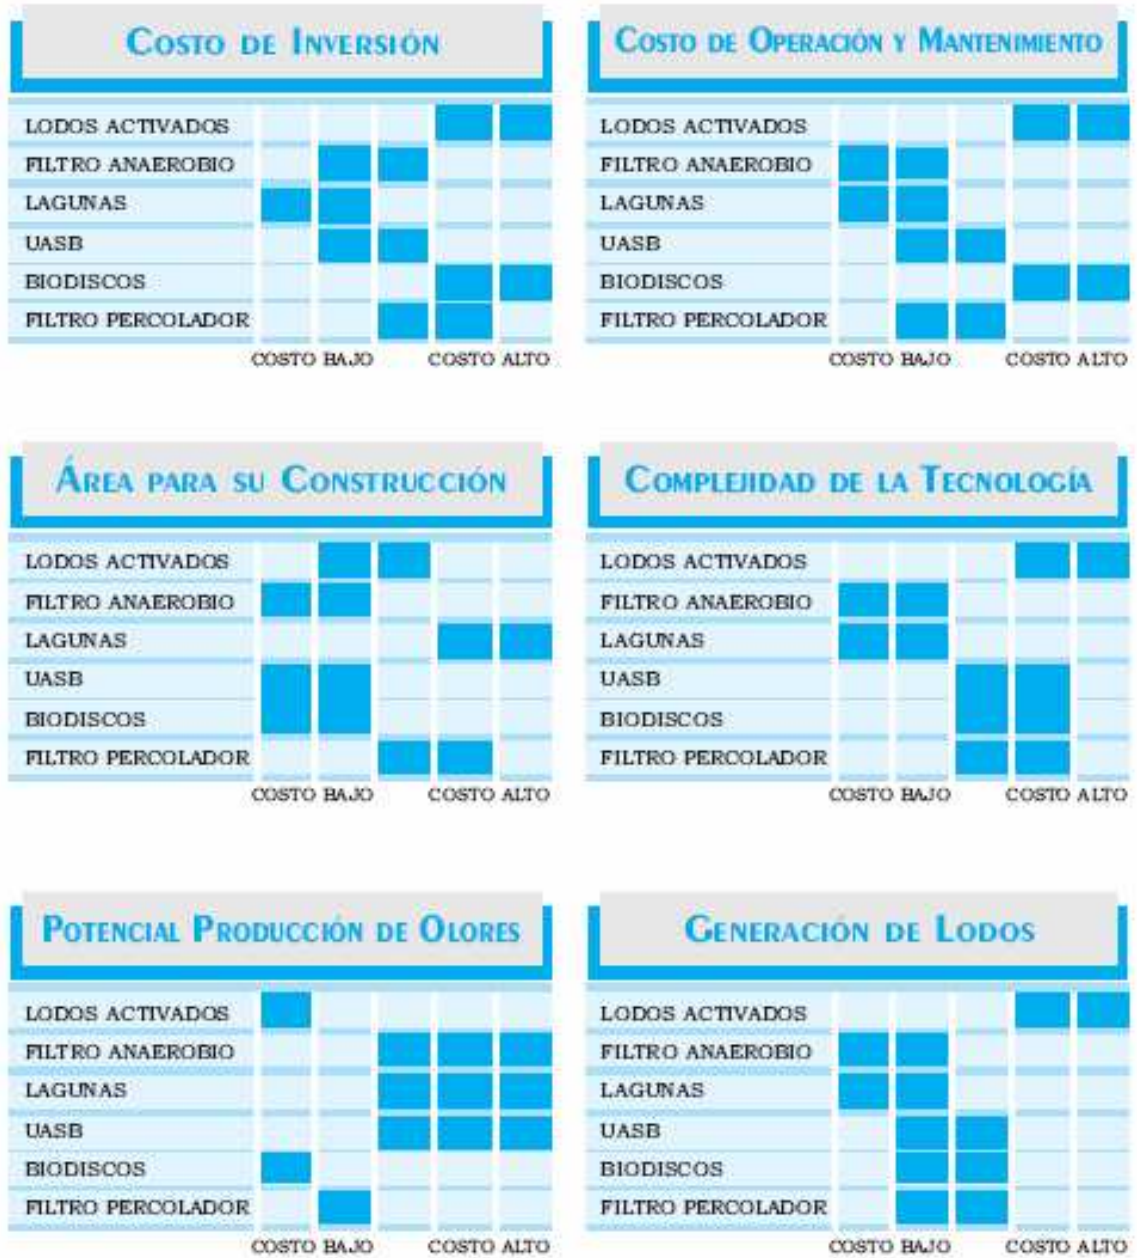 COSTO DE INVERSIÓN
LODOS ACTIVADOS
FILTRO ANAEROBIO
LAGUNAS
UASB
BIODISCOS
FILTRO PERCOLADOR
COSTO BAJO COSTO ALTO
COSTO DE OPERACIÓN Y MANTENIMIENTO
LODOS ACTIVADOS
FILTRO ANAEROBIO
LAGUNAS
UASB
BIODISCOS
FILTRO PERCOLADOR
COSTO BAJO COSTO ALTO
ÁREA PARA SU CONSTRUCCIÓN
LODOS ACTIVADOS
FILTRO ANAEROBIO
LAGUNAS
UASB
BIODISCOS
FILTRO PERCOLADOR
COSTO BAJO COSTO ALTO
COMPLEJIDAD DE LA TECNOLOGÍA
LODOS ACTIVADOS
FILTRO ANAEROBIO
LAGUNAS
UASB
BIODISCOS
FILTRO PERCOLADOR
COSTO BAJO COSTO ALTO
POTENCIAL PRODUCCIÓN DE OLORES
LODOS ACTIVADOS
FILTRO ANAEROBIO
LAGUNAS
UASB
BIODISCOS
FILTRO PERCOLADOR
COSTO BAJO COSTO ALTO
GENERACIÓN DE LODOS
LODOS ACTIVADOS
FILTRO ANAEROBIO
LAGUNAS
UASB
BIODISCOS
FILTRO PERCOLADOR
COSTO BAJO COSTO ALTO